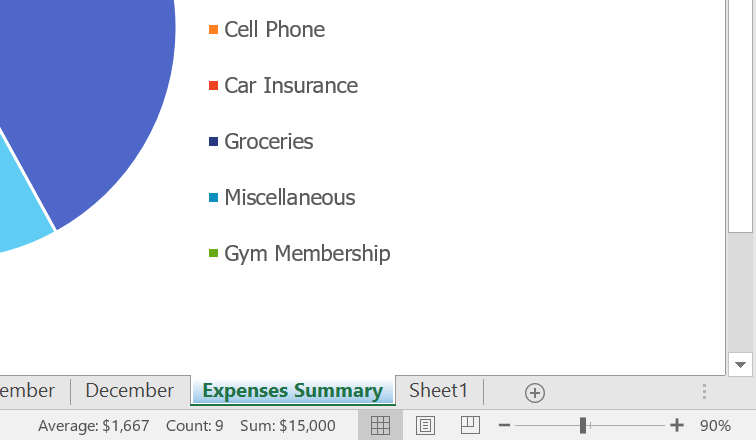 Cell Phone
Car Insurance
Groceries
Miscellaneous
Gym Membership
ember December Expenses Summary Sheet1
Average: $1,667 Count: 9 Sum: $15,000 90%